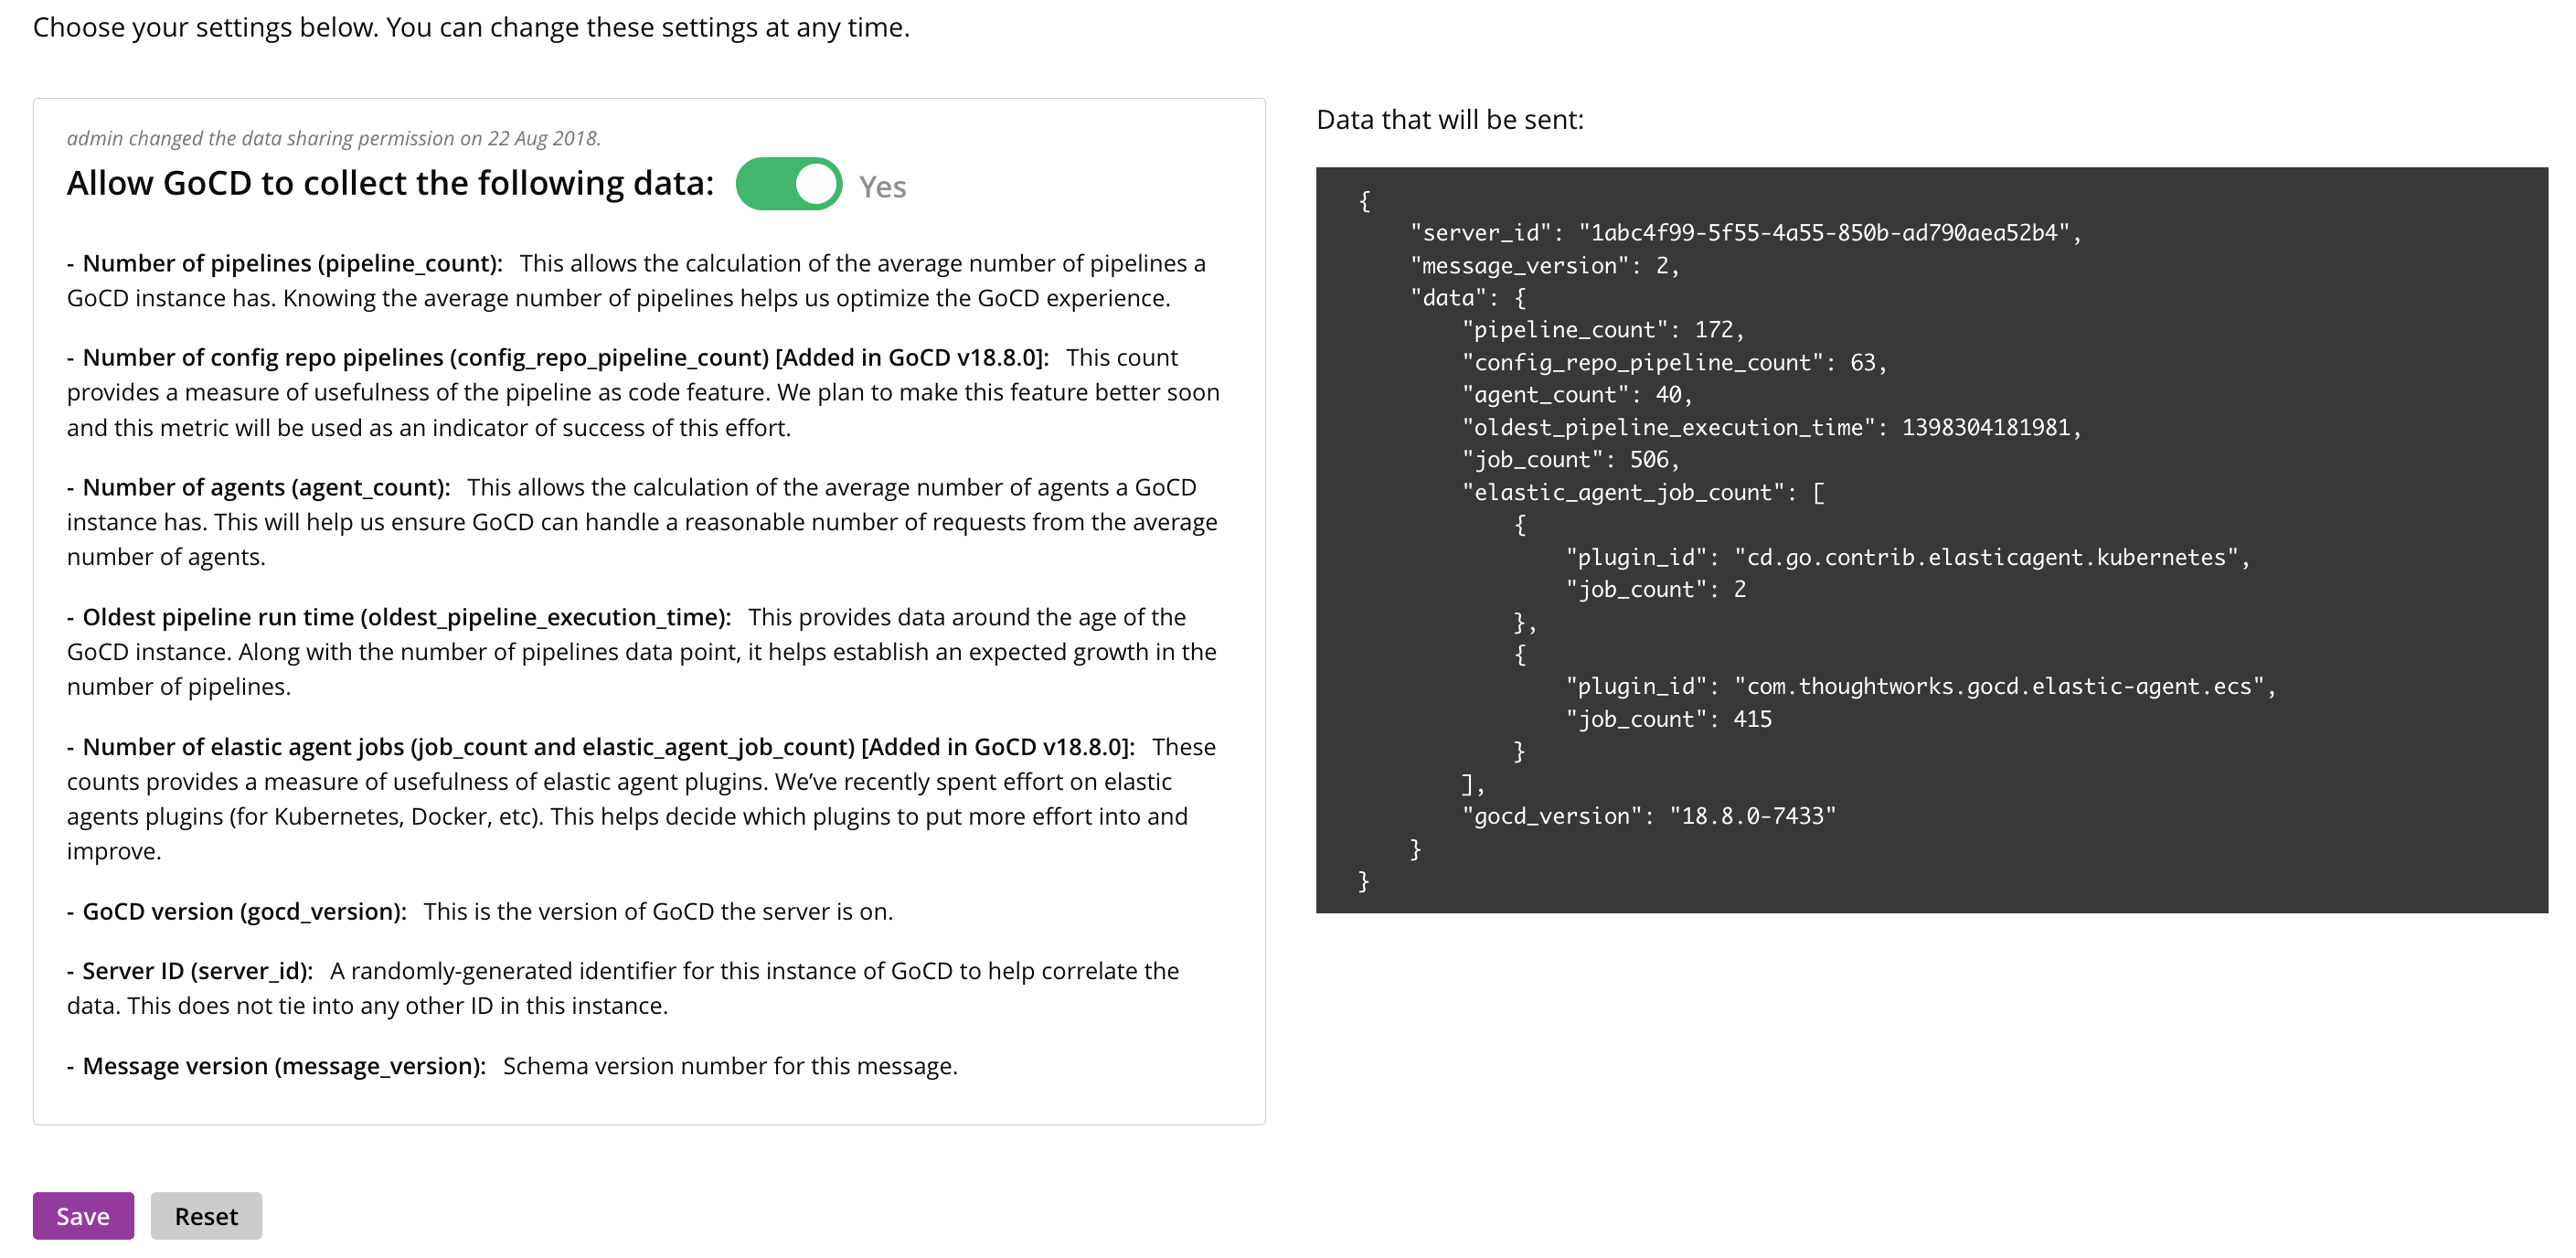 Choose your settings below. You can change these settings at any time.
admin changed the data sharing permission on 22 Aug 2018.
Allow GoCD to collect the following data: Yes
- Number of pipelines (pipeline_count): This allows the calculation of the average number of pipelines a
GoCD instance has. Knowing the average number of pipelines helps us optimize the GoCD experience.
- Number of config repo pipelines (config_repo_pipeline_count) [Added in GoCD v18.8.0]: This count
provides a measure of usefulness of the pipeline as code feature. We plan to make this feature better soon
and this metric will be used as an indicator of success of this effort.
- Number of agents (agent_count): This allows the calculation of the average number of agents a GoCD
instance has. This will help us ensure GoCD can handle a reasonable number of requests from the average
number of agents.
- Oldest pipeline run time (oldest_pipeline_execution_time): This provides data around the age of the
GoCD instance. Along with the number of pipelines data point, it helps establish an expected growth in the
number of pipelines.
- Number of elastic agent jobs (job_count and elastic_agent_job_count) [Added in GoCD v18.8.0]: These
counts provides a measure of usefulness of elastic agent plugins. We’ve recently spent effort on elastic
agents plugins (for Kubernetes, Docker, etc). This helps decide which plugins to put more effort into and
improve.
- GoCD version (gocd_version): This is the version of GoCD the server is on.
- Server ID (server_id): A randomly-generated identifier for this instance of GoCD to help correlate the
data. This does not tie into any other ID in this instance.
- Message version (message_version): Schema version number for this message.
Save
Reset
Data that will be sent:
{
"server_id": "1abc4f99-5f55-4a55-850b-ad790aea52b4",
"message_version": 2,
"data": {
"pipeline_count": 172,
"config_repo_pipeline_count": 63,
"agent_count": 40,
"oldest_pipeline_execution_time": 1398304181981,
"job_count": 506,
"elastic_agent_job_count": [
{
"plugin_id": "cd.go.contrib.elasticagent.kubernetes",
"job_count": 2
},
{
"plugin_id": "com.thoughtworks.gocd.elastic-agent.ecs",
"job_count": 415
}
],
"gocd_version": "18.8.0-7433"
}
}